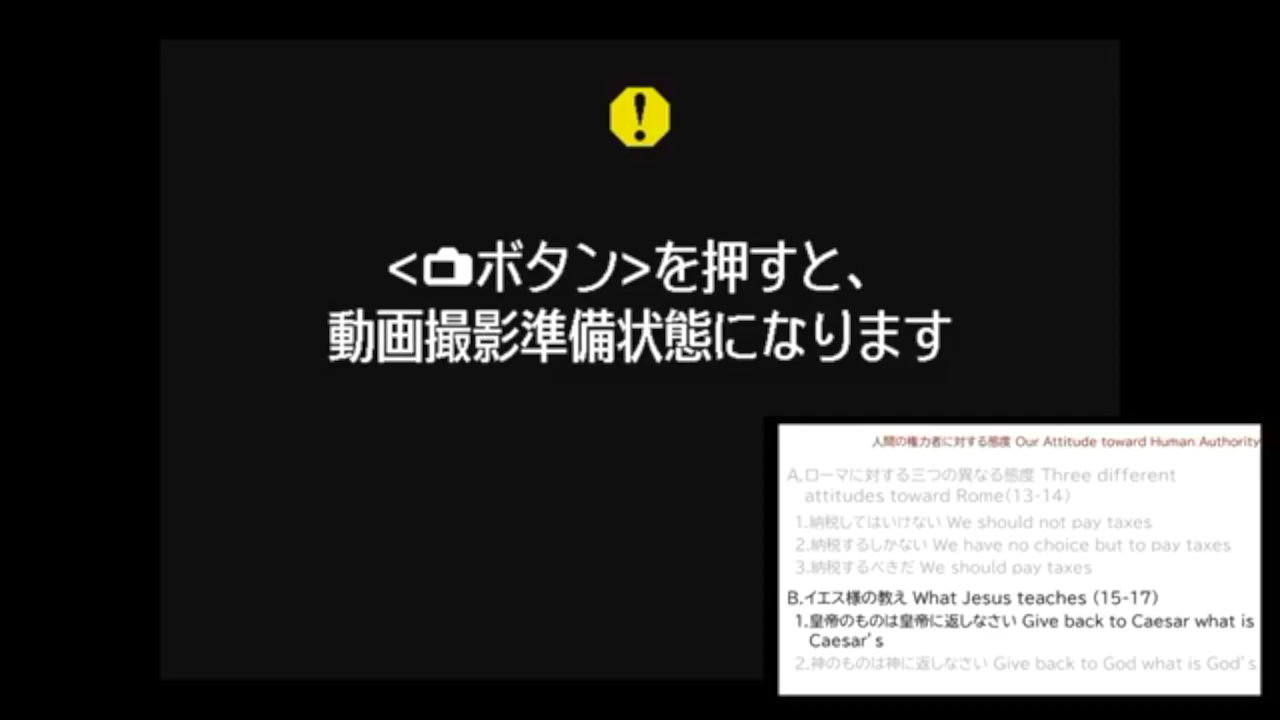 <ボタン>を押すと、
動画撮影準備状態になります
人間の権力者に対する態度 Our Attitude toward Human Authority
A.ローマに対する三つの異なる態度 Three different
attitudes toward Rome(13-14)
1.納税してはいけない We should not pay taxes
2.納税するしかない We have no choice but to pay taxes
3.納税するべきだ We should pay taxes
B.イエス様の教え What Jesus teaches (15-17)
1.皇帝のものは皇帝に返しなさい Give back to Caesar what is
Caesar's
2.神のものは神に返しなさい Give back to God what is God's